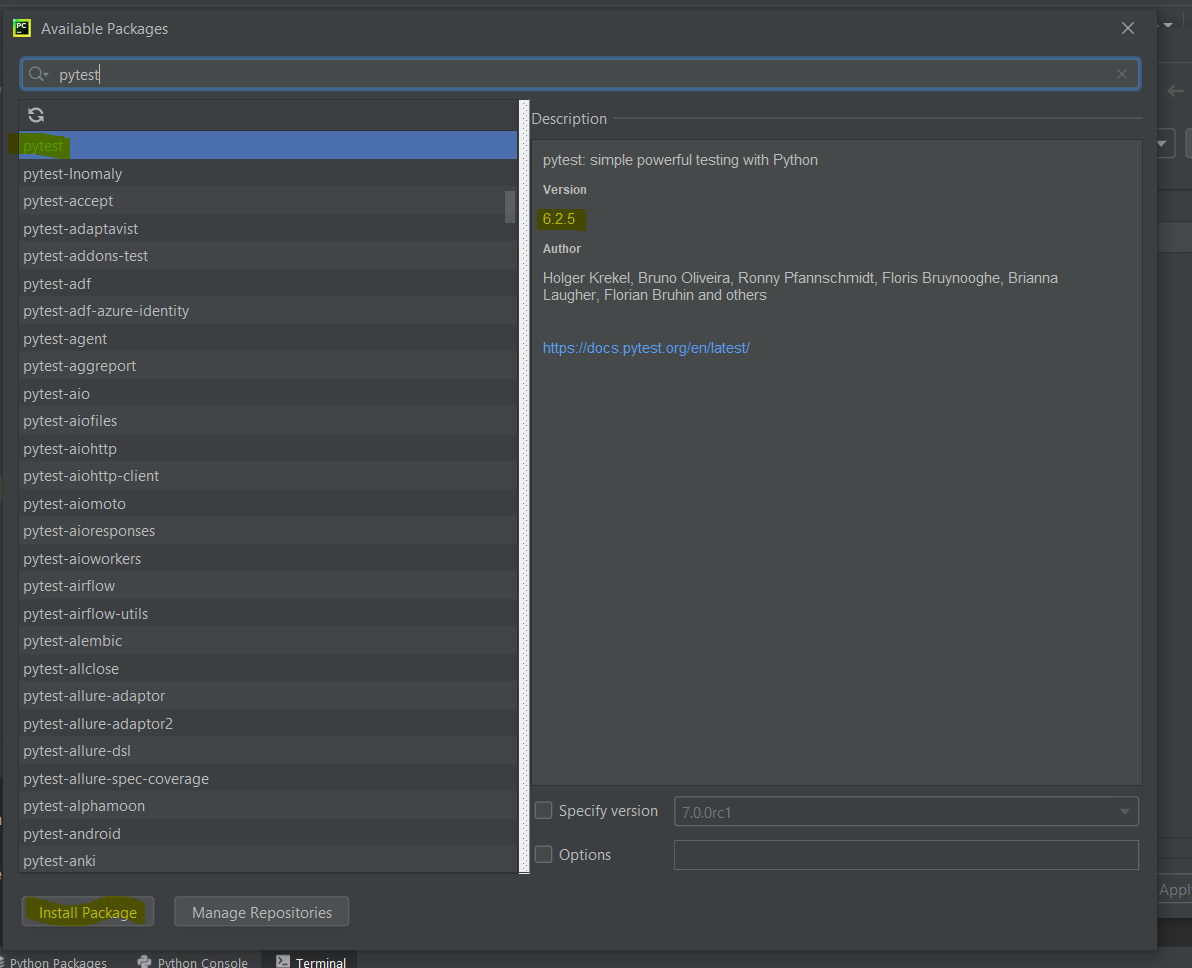 PC
Available Packages
pytest
pytest
pytest-Inomaly
pytest-accept
pytest-adaptavist
pytest-addons-test
pytest-adf
pytest-adf-azure-identity
pytest-agent
pytest-aggreport
pytest-aio
pytest-aiofiles
pytest-aiohttp
pytest-aiohttp-client
pytest-aiomoto
pytest-aioresponses
pytest-aioworkers
pytest-airflow
pytest-airflow-utils
pytest-alembic
pytest-allclose
pytest-allure-adaptor
pytest-allure-adaptor2
pytest-allure-dsl
pytest-allure-spec-coverage
pytest-alphamoon
pytest-android
pytest-anki
Description
pytest: simple powerful testing with Python
Version
6.2.5
Author
Holger Krekel, Bruno Oliveira, Ronny Pfannschmidt, Floris Bruynooghe, Brianna
Laugher, Florian Bruhin and others
https://docs.pytest.org/en/latest/
Specify version 7.0.0rc1
Options
Install Package Manage Repositories
Apply
Python Packages Python Console Terminal